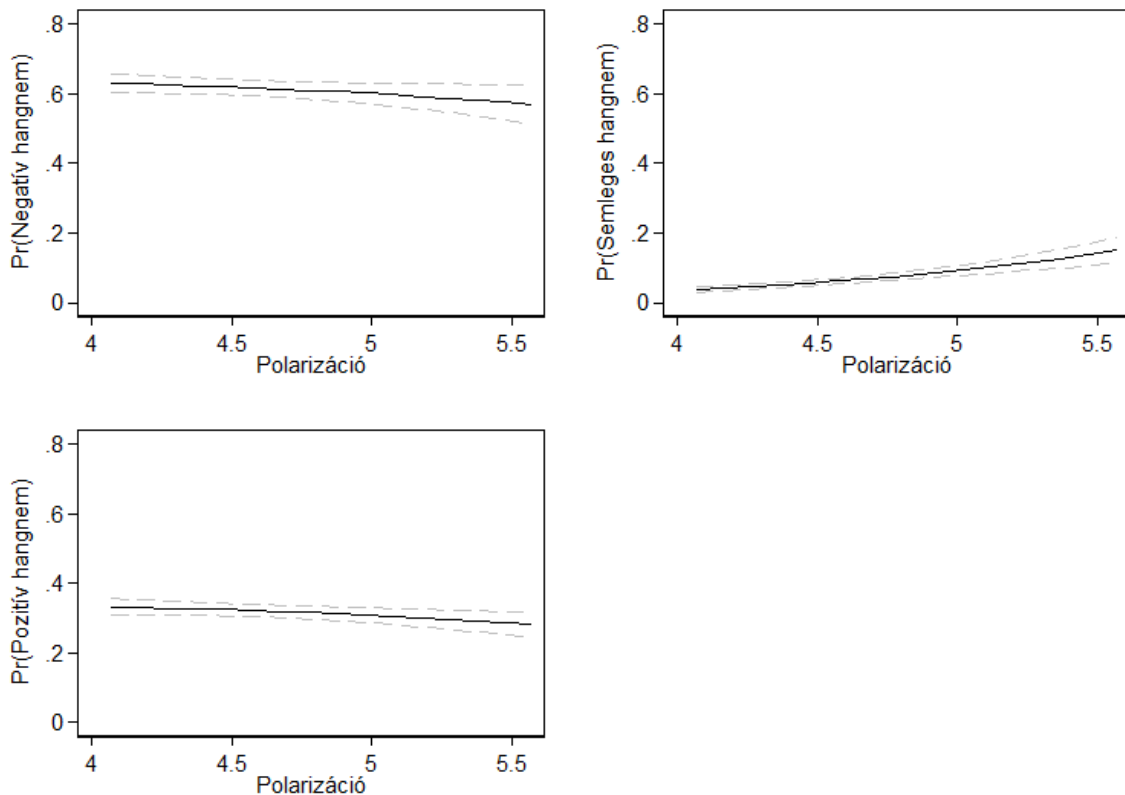 Pr(Negatív hangnem)
.8
.6
.4
.2
0
4 4.5 5 5.5
Polarizáció
Pr(Semleges hangnem)
.8
.6
.4
.2
0
4 4.5 5 5.5
Polarizáció
Pr(Pozitív hangnem)
.8
.6
.4
.2
0
4 4.5 5 5.5
Polarizáció